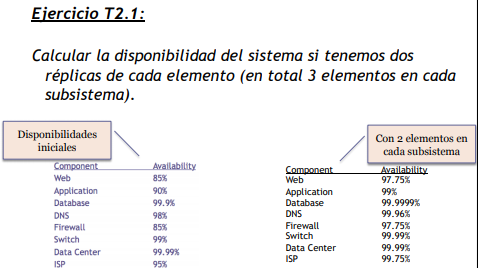 Ejercicio T2.1:
Calcular la disponibilidad del sistema si tenemos dos
réplicas de cada elemento (en total 3 elementos en cada
subsistema).
Disponibilidades
iniciales
Component Availability
Web 85%
Application 90%
Database 99.9%
DNS 98%
Firewall 85%
Switch 99%
Data Center 99.99%
ISP 95%
Con 2 elementos en
cada subsistema
Component Availability
Web 97.75%
Application 99%
Database 99.9999%
DNS 99.96%
Firewall 97.75%
Switch 99.99%
Data Center 99.99%
ISP 99.75%